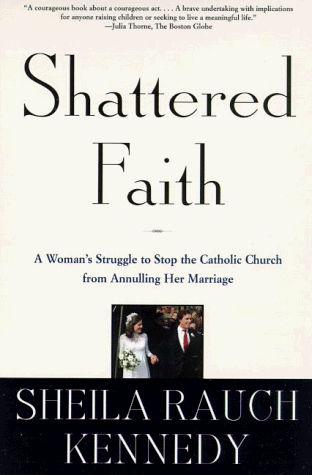 "A courageous book about a courageous act. . . . A brave undertaking with implications
for anyone raising children or seeking to live a meaningful life."
—Julia Thorne, The Boston Globe
Shattered
Faith
A Woman's Struggle to Stop the Catholic Church
from Annulling Her Marriage
SHEILA RAUCH
KENNEDY